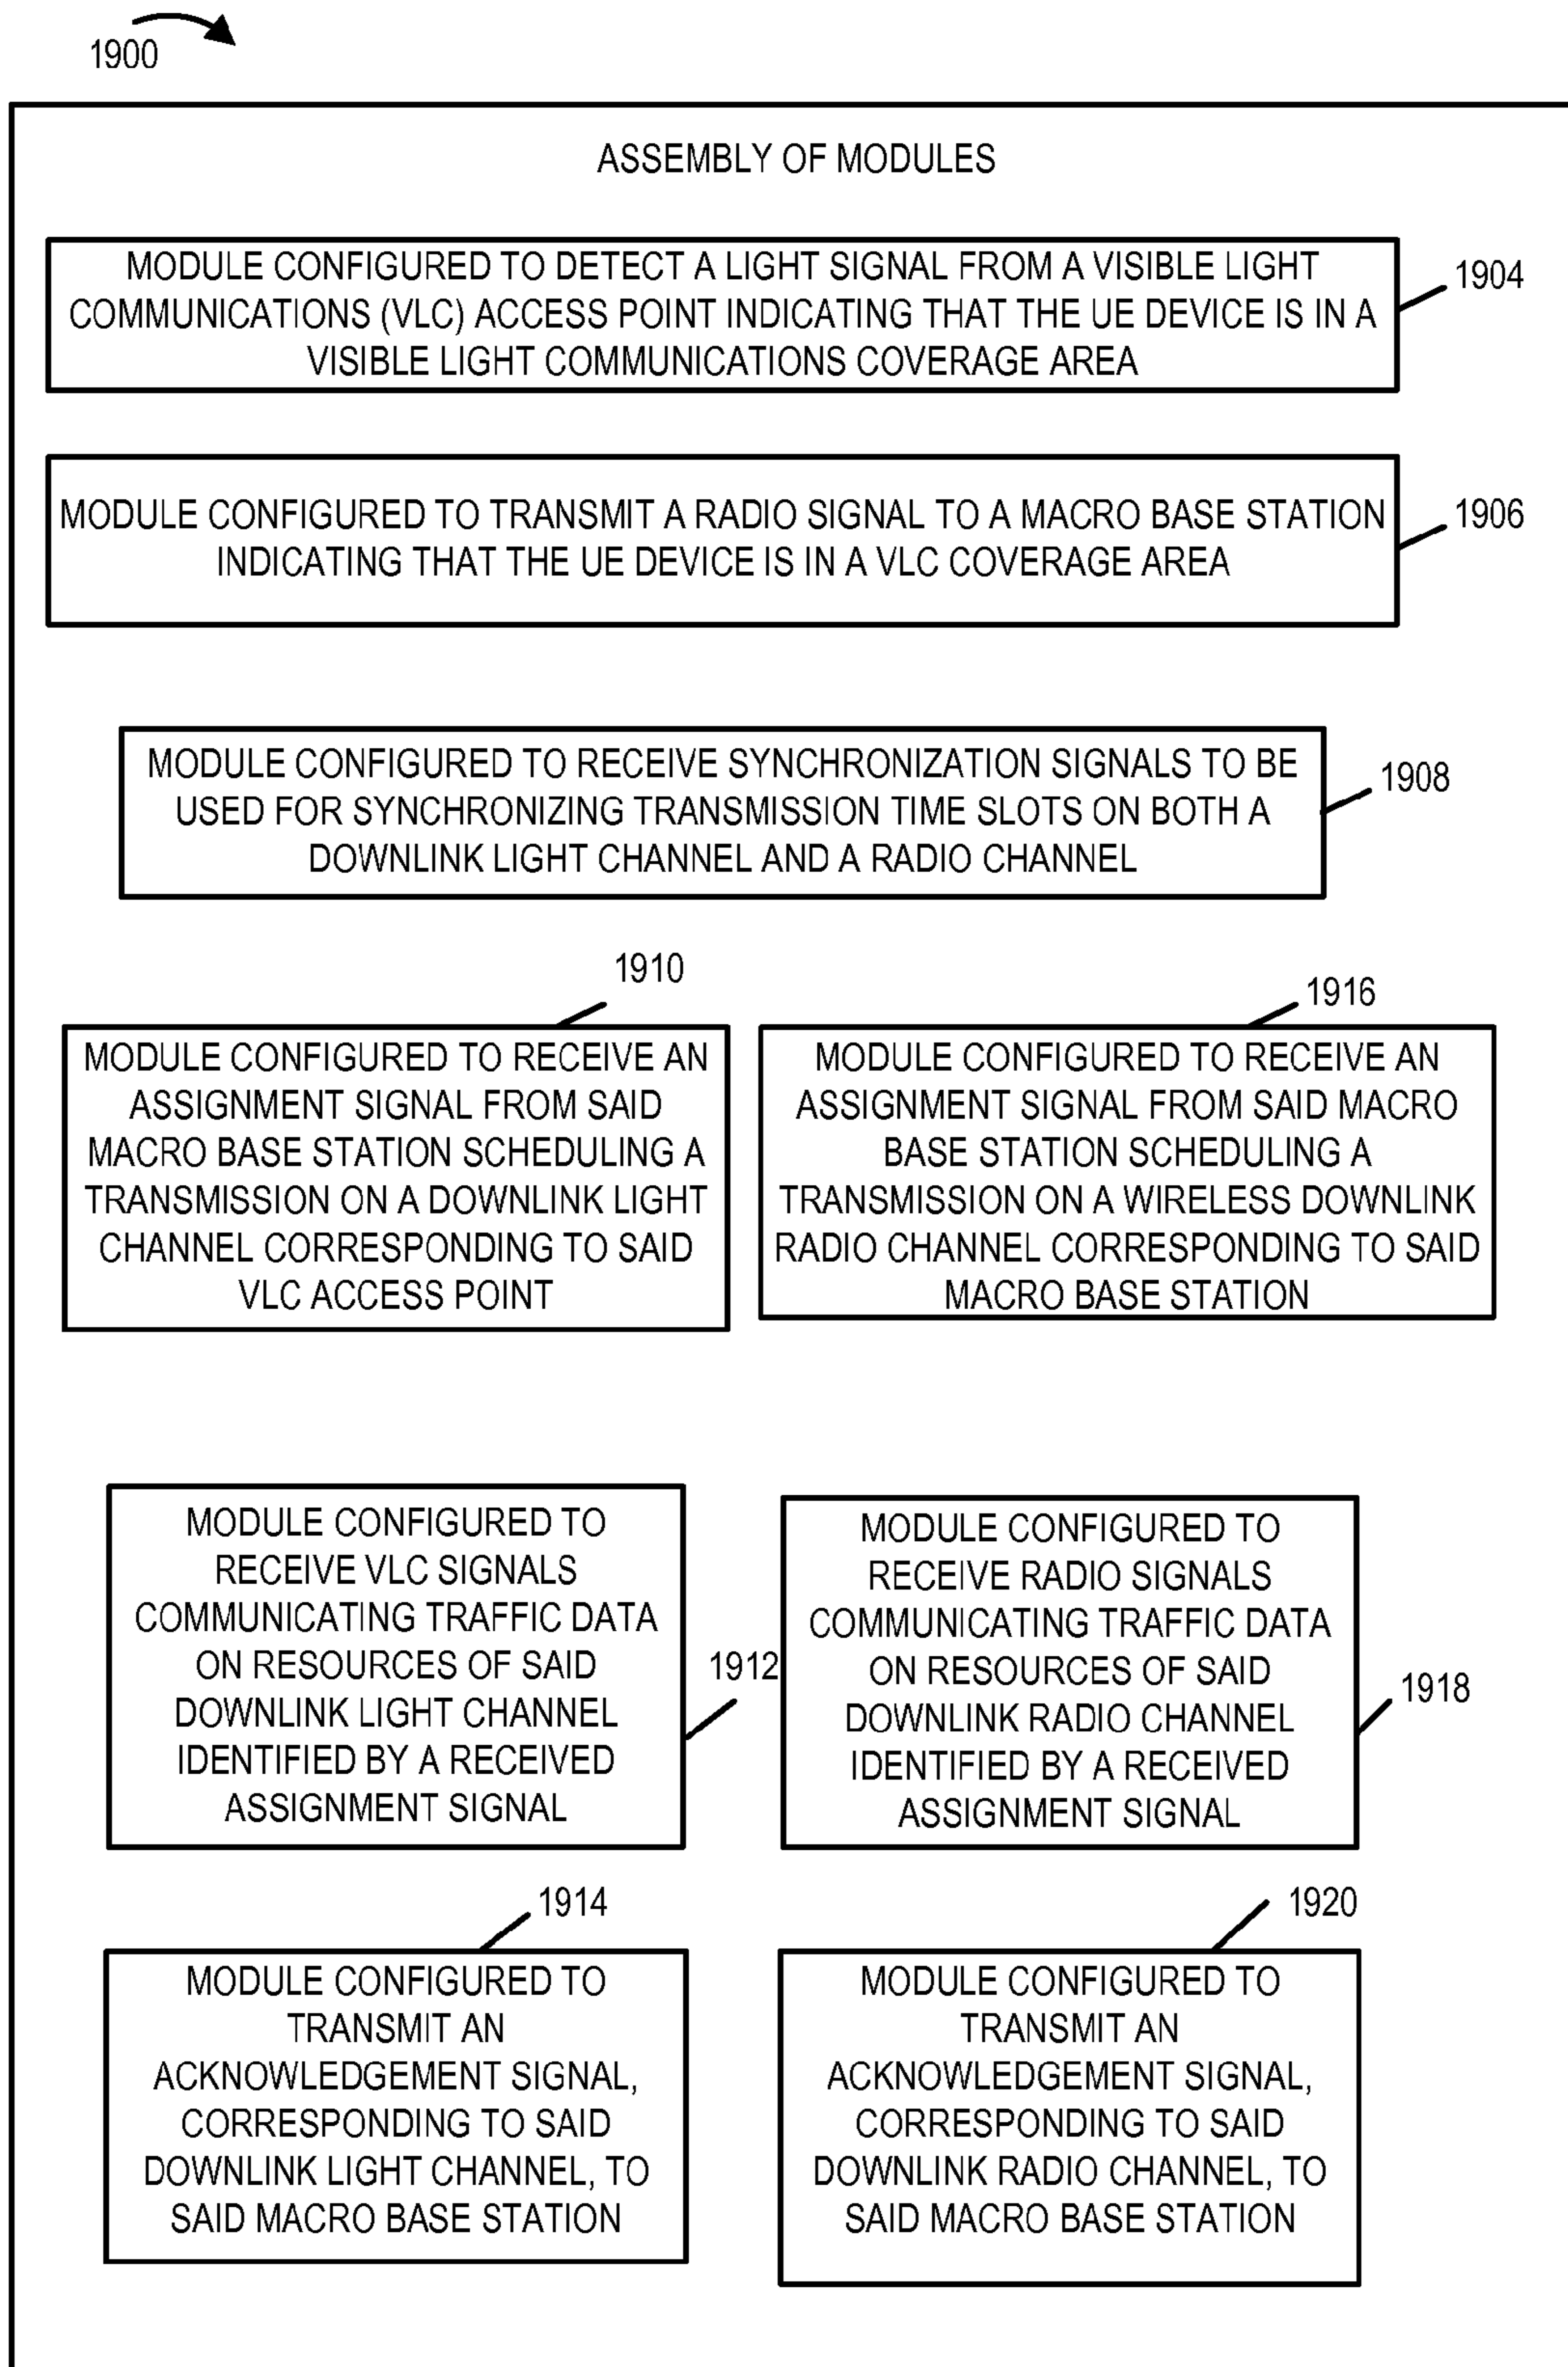 1900
ASSEMBLY OF MODULES
MODULE CONFIGURED TO DETECT A LIGHT SIGNAL FROM A VISIBLE LIGHT
COMMUNICATIONS (VLC) ACCESS POINT INDICATING THAT THE UE DEVICE IS IN A
VISIBLE LIGHT COMMUNICATIONS COVERAGE AREA
1904
MODULE CONFIGURED TO TRANSMIT A RADIO SIGNAL TO A MACRO BASE STATION
INDICATING THAT THE UE DEVICE IS IN A VLC COVERAGE AREA
1906
MODULE CONFIGURED TO RECEIVE SYNCHRONIZATION SIGNALS TO BE
USED FOR SYNCHRONIZING TRANSMISSION TIME SLOTS ON BOTH A
DOWNLINK LIGHT CHANNEL AND A RADIO CHANNEL
1908
1910
MODULE CONFIGURED TO RECEIVE AN
ASSIGNMENT SIGNAL FROM SAID
MACRO BASE STATION SCHEDULING A
TRANSMISSION ON A DOWNLINK LIGHT
CHANNEL CORRESPONDING TO SAID
VLC ACCESS POINT
1916
MODULE CONFIGURED TO RECEIVE AN
ASSIGNMENT SIGNAL FROM SAID MACRO
BASE STATION SCHEDULING A
TRANSMISSION ON A WIRELESS DOWNLINK
RADIO CHANNEL CORRESPONDING TO SAID
MACRO BASE STATION
MODULE CONFIGURED TO
RECEIVE VLC SIGNALS
COMMUNICATING TRAFFIC DATA
ON RESOURCES OF SAID
DOWNLINK LIGHT CHANNEL
IDENTIFIED BY A RECEIVED
ASSIGNMENT SIGNAL
1912
MODULE CONFIGURED TO
RECEIVE RADIO SIGNALS
COMMUNICATING TRAFFIC DATA
ON RESOURCES OF SAID
DOWNLINK RADIO CHANNEL
IDENTIFIED BY A RECEIVED
ASSIGNMENT SIGNAL
1918
1914
MODULE CONFIGURED TO
TRANSMIT AN
ACKNOWLEDGEMENT SIGNAL,
CORRESPONDING TO SAID
DOWNLINK LIGHT CHANNEL, TO
SAID MACRO BASE STATION
1920
MODULE CONFIGURED TO
TRANSMIT AN
ACKNOWLEDGEMENT SIGNAL,
CORRESPONDING TO SAID
DOWNLINK RADIO CHANNEL, TO
SAID MACRO BASE STATION